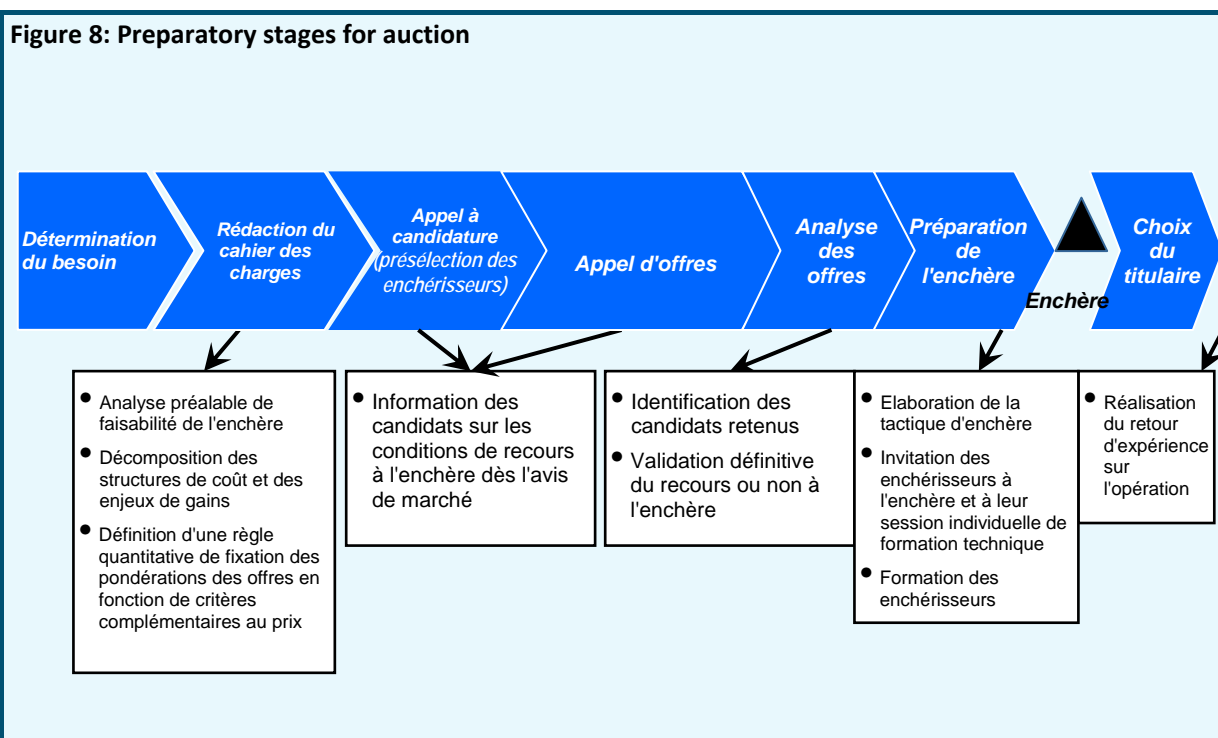 Figure 8: Preparatory stages for auction
Détermination
du besoin
Rédaction du
cahier des
charges
Appel à
candidature
(présélection des
enchérisseurs)
Appel d'offres
Analyse
des
offres
Préparation
de
l'enchère
Enchère
Choix
du
titulaire
• Analyse préalable de
faisabilité de l'enchère
• Décomposition des
structures de coût et des
enjeux de gains
• Définition d'une règle
quantitative de fixation des
pondérations des offres en
fonction de critères
complémentaires au prix
• Information des
candidats sur les
conditions de recours
à l'enchère dès l'avis
de marché
• Identification des
candidats retenus
• Validation définitive
du recours ou non à
l'enchère
• Elaboration de la
tactique d'enchère
• Invitation des
enchérisseurs à
l'enchère et à leur
session individuelle de
formation technique
• Formation des
enchérisseurs
• Réalisation
du retour
d'expérience
sur
l'opération